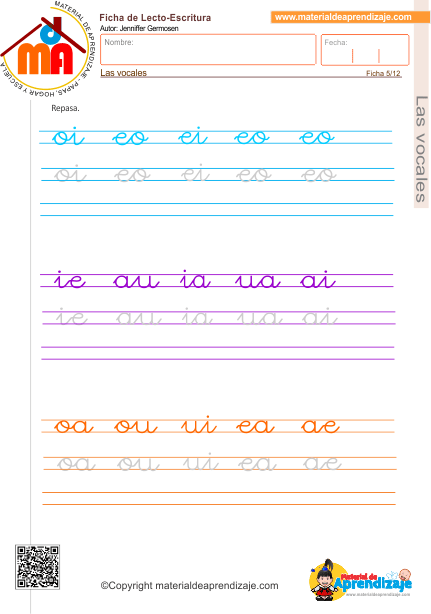 Ficha de Lecto-Escritura
www.materialdeaprendizaje.com
Autor: Jenniffer Germosen
Nombre:
Fecha:
Las vocales
Ficha 5/12
dmA
MATERIAL DE APRENDIZAJE - PAPAS, HOGAR Y ESCUELA
Las vocales
Repasa.
oi eo ei eo eo
oi eo ei eo eo
ie au ia ua ai
ie au ia ua ai
oa ou ui ea ae
oa ou ui ea ae
©Copyright materialdeaprendizaje.com
Material de
Aprendizaje
www.materialdeaprendizaje.com